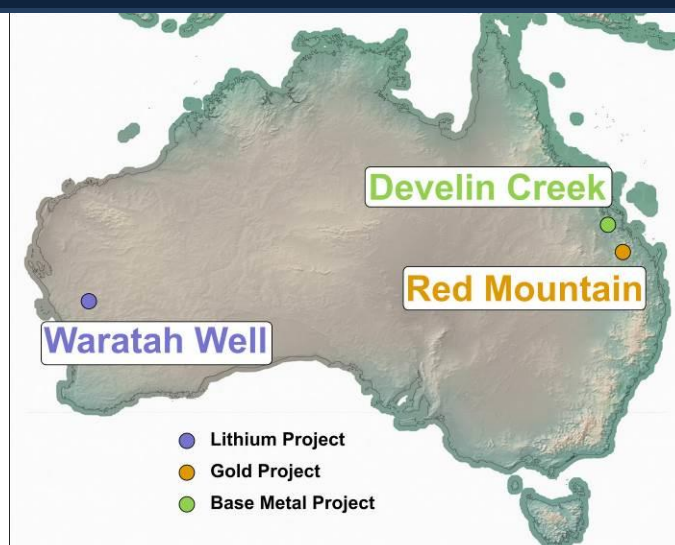 Develin Creek
Red Mountain
Waratah Well
Lithium Project
Gold Project
Base Metal Project